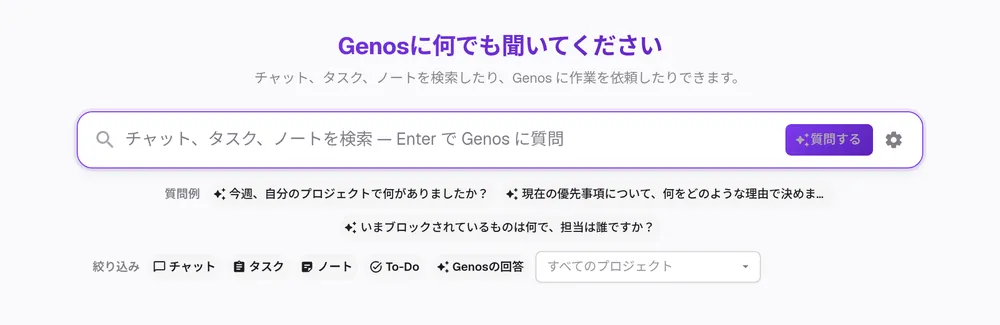 Genosに何でも聞いてください
チャット、タスク、ノートを検索したり、Genos に作業を依頼したりできます。
チャット、タスク、ノートを検索 — Enter で Genos に質問
質問する
質問例 今週、自分のプロジェクトで何がありましたか？ 現在の優先事項について、何をどのような理由で決めま…
いまブロックされているものは何で、担当は誰ですか？
絞り込み チャット タスク ノート To-Do Genosの回答 すべてのプロジェクト